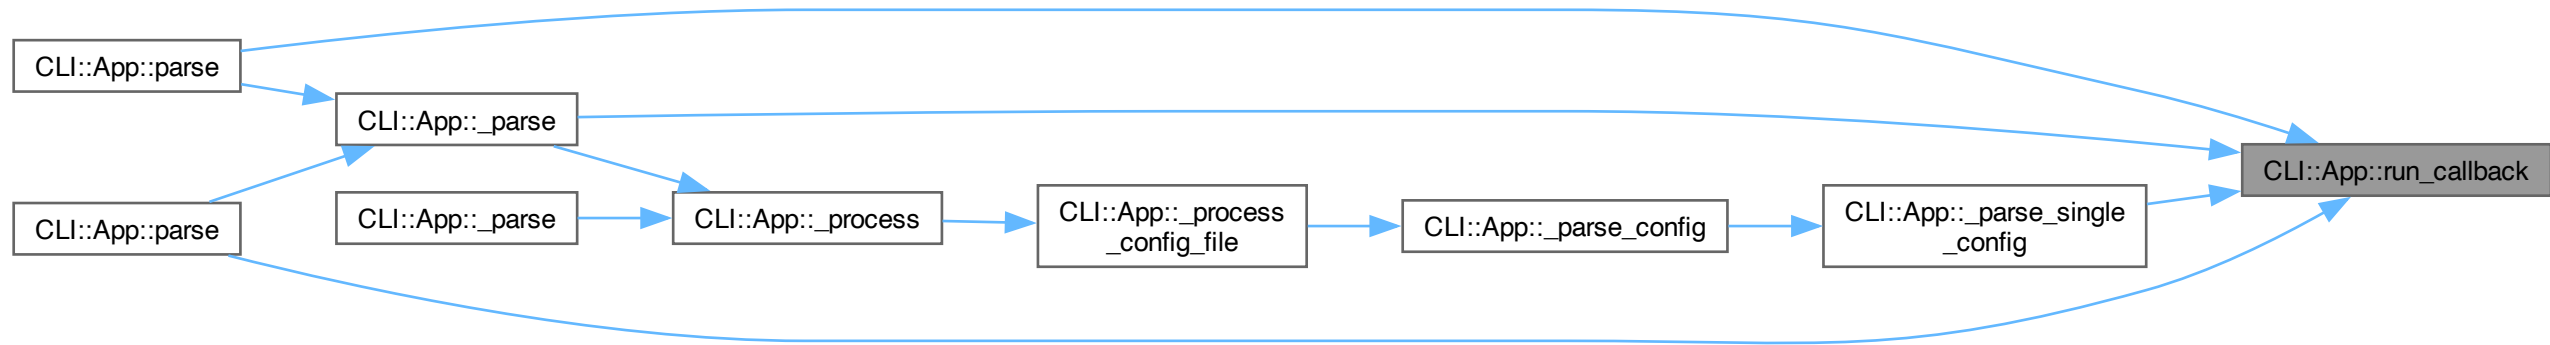 CLI::App::parse
CLI::App::parse
CLI::App::_parse
CLI::App::_parse
CLI::App::_process
CLI::App::_process
_config_file
CLI::App::_parse_config
CLI::App::_parse_single
_config
CLI::App::run_callback